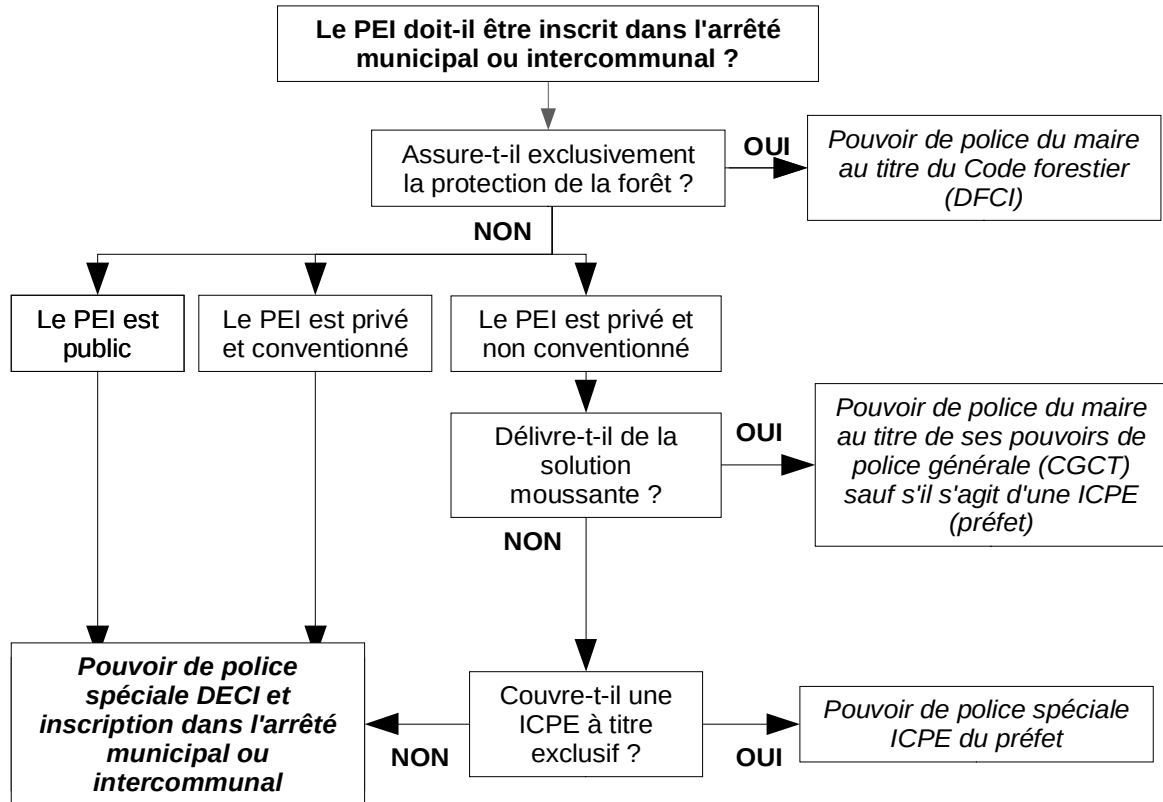 Le PEI doit-il être inscrit dans l'arrêté
municipal ou intercommunal ?
Assure-t-il exclusivement
la protection de la forêt ?
OUI
Pouvoir de police du maire
au titre du Code forestier
(DFCI)
NON
Le PEI est
public
Le PEI est privé
et conventionné
Le PEI est privé et
non conventionné
Délivre-t-il de la
solution
moussante ?
OUI
Pouvoir de police du maire
au titre de ses pouvoirs de
police générale (CGCT)
sauf s'il s'agit d'une ICPE
(préfet)
NON
Pouvoir de police
spéciale DECI et
inscription dans l'arrêté
municipal ou
intercommunal
NON
Couvre-t-il une
ICPE à titre
exclusif ?
OUI
Pouvoir de police spéciale
ICPE du préfet